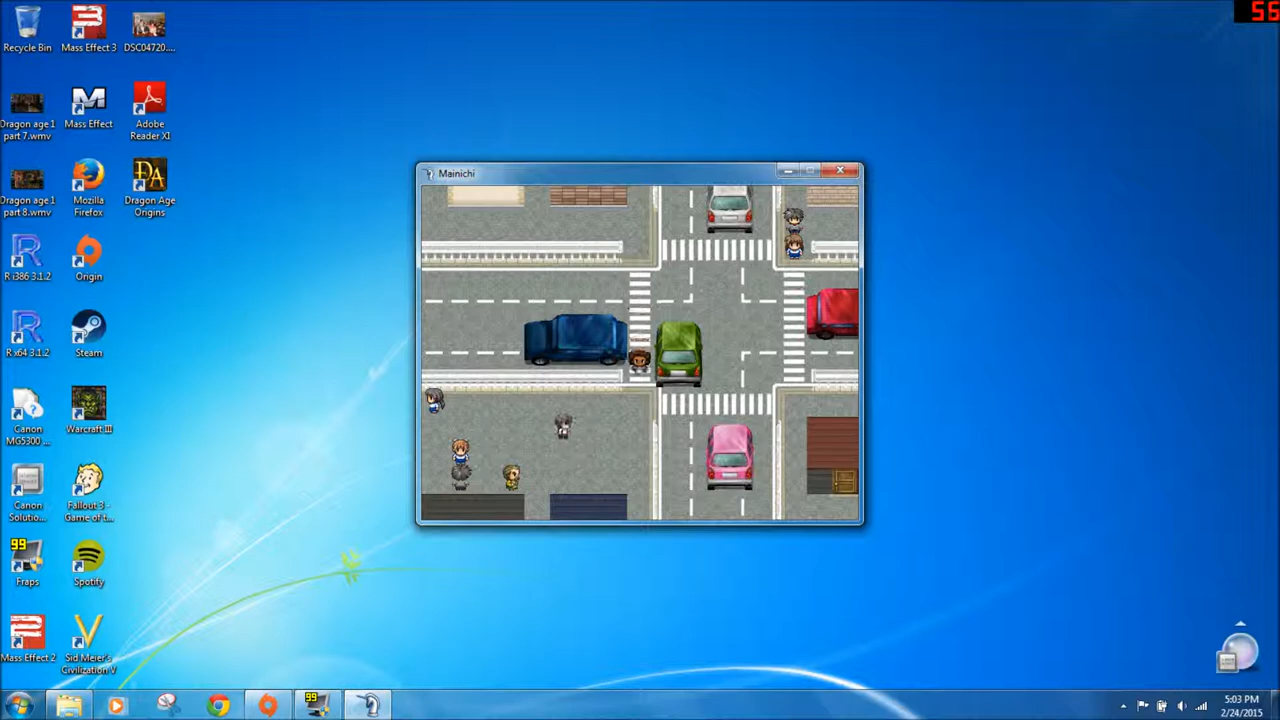 56
Recycle Bin
Mass Effect 3
DSC04720....
Dragon age 1
part 7.wmv
Mass Effect
Adobe
Reader XI
Dragon age 1
part 8.wmv
Mozilla
Firefox
Dragon Age
Origins
R i386 3.1.2
Origin
R x64 3.1.2
Steam
Canon
MG5300 ...
Warcraft III
Canon
Solutio...
Fallout 3 -
Game of t...
99
Fraps
Spotify
Mass Effect 2
Sid Meier's
Civilization V
Mainichi
99
5:03 PM
2/24/2015